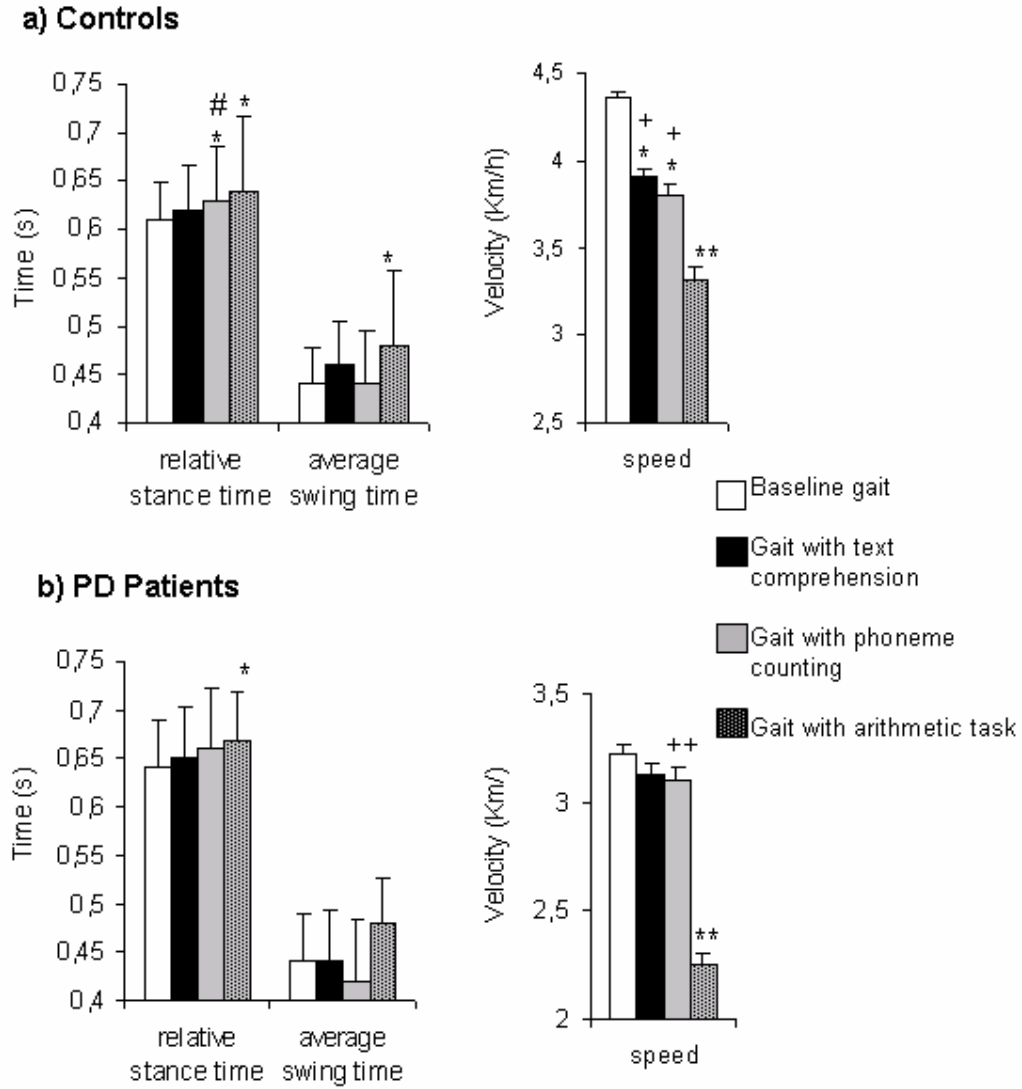 a) Controls
0,75
0,7
0,65
0,6
0,55
0,5
0,45
0,4
Time (s)
#
*
*
*
relative
stance time
average
swing time
4,5
4
3,5
3
2,5
Velocity (Km/h)
+
*
+
*
**
speed
Baseline gait
Gait with text
comprehension
Gait with phoneme
counting
Gait with arithmetic task
b) PD Patients
0,75
0,7
0,65
0,6
0,55
0,5
0,45
0,4
Time (s)
*
relative
stance time
average
swing time
3,5
3
2,5
2
Velocity (Km/)
++
**
speed